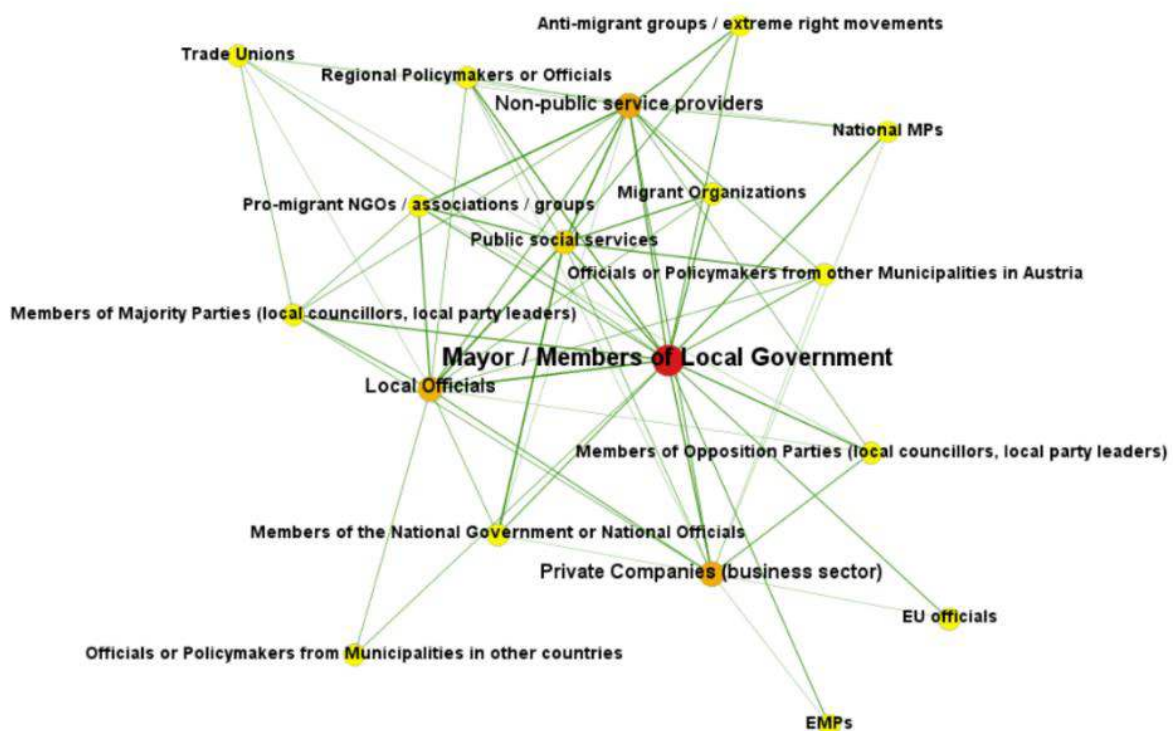 Anti-migrant groups / extreme right movements
Trade Unions
Regional Policymakers or Officials
Non-public service providers
National MPs
Migrant Organizations
Pro-migrant NGOs / associations / groups
Public social services
Officials or Policymakers from other Municipalities in Austria
Members of Majority Parties (local councillors, local party leaders)
Mayor / Members of Local Government
Local Officials
Members of Opposition Parties (local councillors, local party leaders)
Members of the National Government or National Officials
Private Companies (business sector)
EU officials
Officials or Policymakers from Municipalities in other countries
EMPs